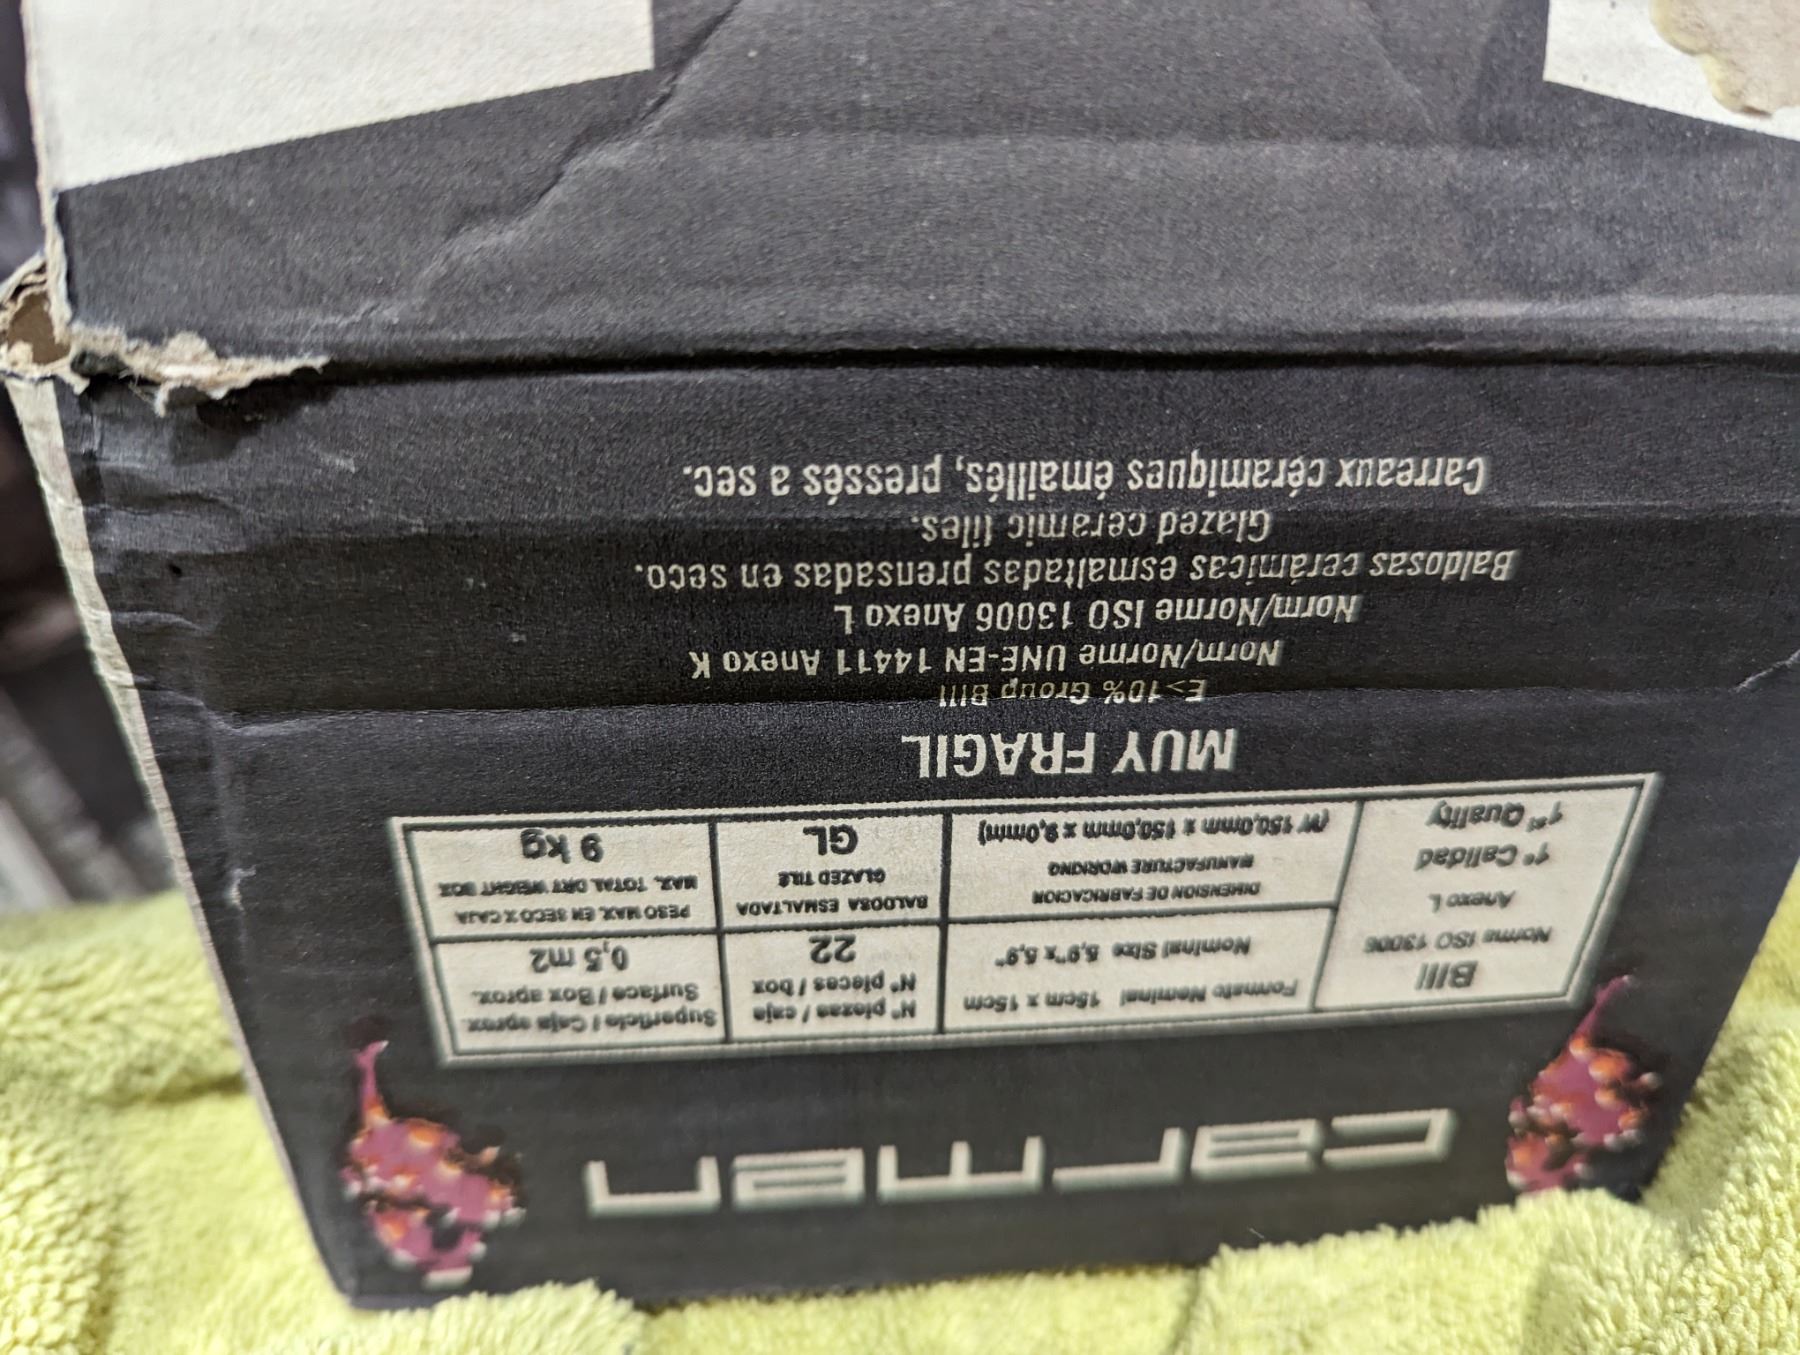 carmen
BIII
Norma ISO 13006
Anexo L
1ª Calidad
1st Quality
Formato Nominal 15cm x 15cm
Nominal Size 5,9"x 5,9"
DIMENSION DE FABRICACION
MANUFACTURE WORKING
(W 150,0mm x 150,0mm x 9,0mm)
Nº piezas / caja
Nº pieces / box
22
BALDOSA ESMALTADA
GLAZED TILE
GL
Superficie / Caja aprox.
Surface / Box aprox.
0,5 m2
PESO MAX. EN SECO X CAJA
MAX. TOTAL DRY WEIGHT BOX
9 kg
MUY FRAGIL
E>10% Group BIII
Norm/Norme UNE-EN 14411 Anexo K
Norm/Norme ISO 13006 Anexo L
Baldosas cerámicas esmaltadas prensadas en seco.
Glazed ceramic tiles.
Carreaux céramiques émaillés, pressés a sec.